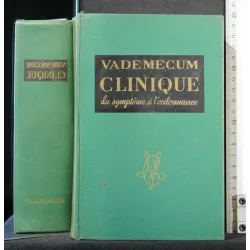 VADEMECUM
CLINIQUE
du symptôme à l'ordonnance
VADEMECUM
CLINIQUE